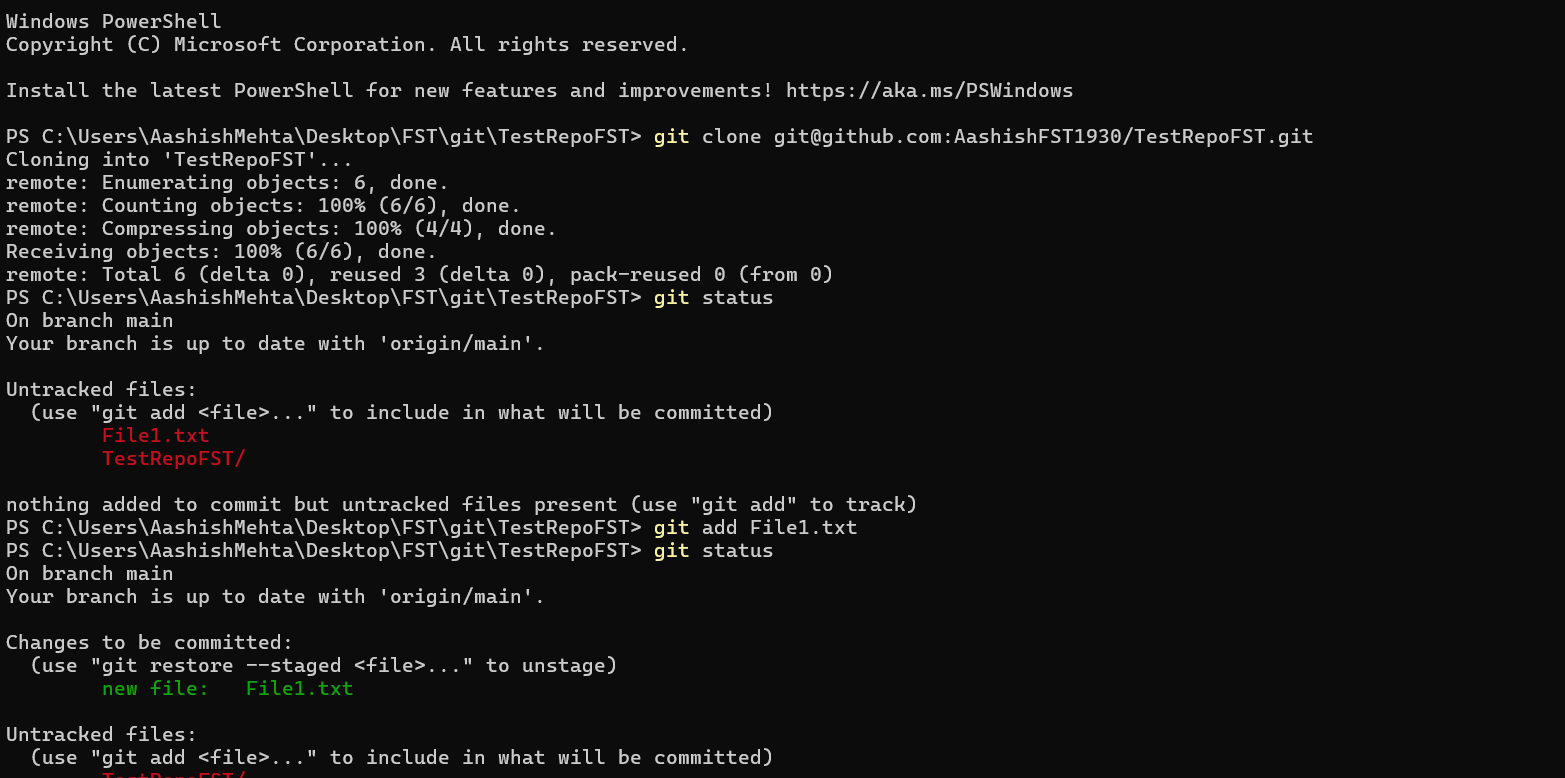 Windows PowerShell
Copyright (C) Microsoft Corporation. All rights reserved.
Install the latest PowerShell for new features and improvements! https://aka.ms/PSWindows
PS C:\Users\AashishMehta\Desktop\FST\git\TestRepoFST> git clone git@github.com:AashishFST1930/TestRepoFST.git
Cloning into 'TestRepoFST'...
remote: Enumerating objects: 6, done.
remote: Counting objects: 100% (6/6), done.
remote: Compressing objects: 100% (4/4), done.
Receiving objects: 100% (6/6), done.
remote: Total 6 (delta 0), reused 3 (delta 0), pack-reused 0 (from 0)
PS C:\Users\AashishMehta\Desktop\FST\git\TestRepoFST> git status
On branch main
Your branch is up to date with 'origin/main'.
Untracked files:
  (use "git add <file>..." to include in what will be committed)
        File1.txt
        TestRepoFST/
nothing added to commit but untracked files present (use "git add" to track)
PS C:\Users\AashishMehta\Desktop\FST\git\TestRepoFST> git add File1.txt
PS C:\Users\AashishMehta\Desktop\FST\git\TestRepoFST> git status
On branch main
Your branch is up to date with 'origin/main'.
Changes to be committed:
  (use "git restore --staged <file>..." to unstage)
        new file:   File1.txt
Untracked files:
  (use "git add <file>..." to include in what will be committed)
        TestRepoFST/